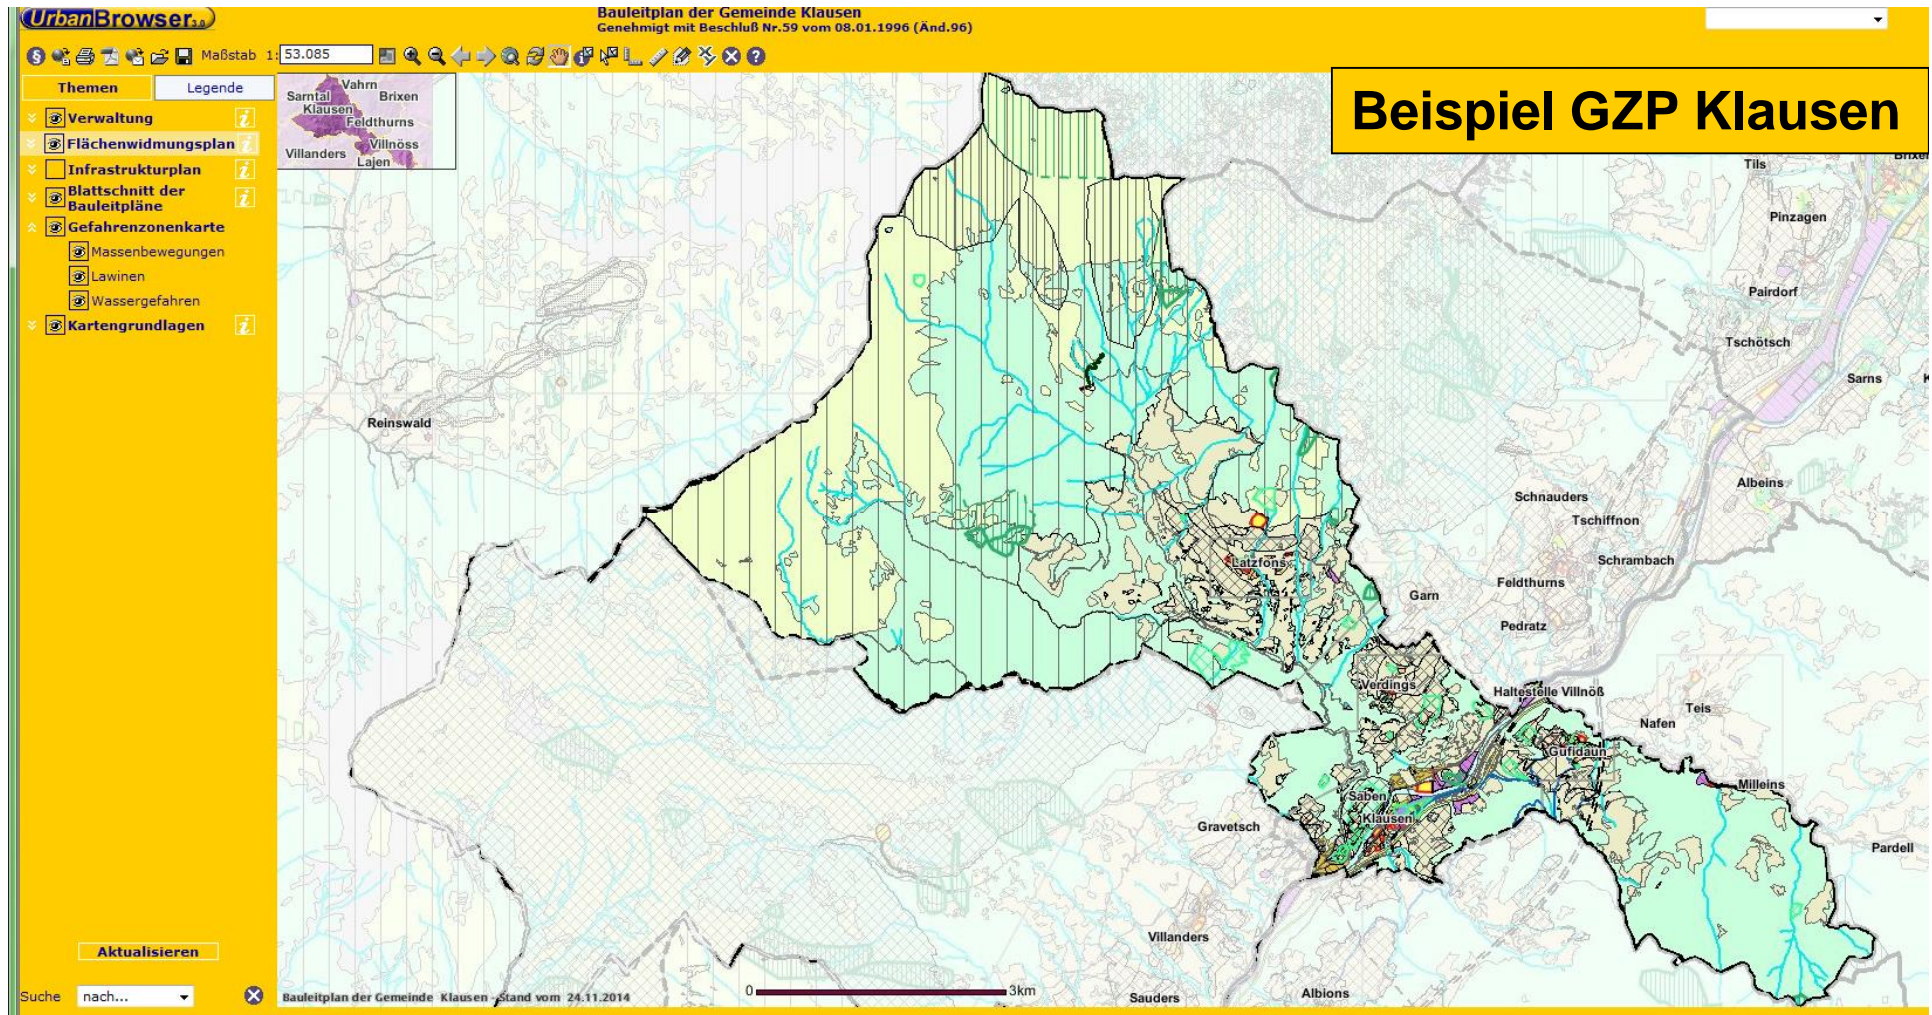 UrbanBrowser3.0
Bauleitplan der Gemeinde Klausen
Genehmigt mit Beschluß Nr.59 vom 08.01.1996 (Änd.96)
Maßstab 1: 53.085
Themen
Legende
Verwaltung
Flächenwidmungsplan
Infrastrukturplan
Blattschnitt der
Bauleitpläne
Gefahrenzonenkarte
Massenbewegungen
Lawinen
Wassergefahren
Kartengrundlagen
Aktualisieren
Suche nach...
Vahrn
Sarntal
Brixen
Klausen
Feldthurns
Villnöss
Villanders
Lajen
Beispiel GZP Klausen
Tils
Pinzagen
Pairdorf
Tschötsch
Sarns
Reinswald
Albeins
Schnauders
Tschiffnon
Schrambach
Latzfons
Feldthurns
Garn
Pedratz
Verdings
Haltestelle Villnöß
Teis
Nafen
Gufidaun
Milleins
Säben
Klausen
Gravetsch
Pardell
Villanders
Sauders
Albions
0
3km
Bauleitplan der Gemeinde Klausen - Stand vom 24.11.2014